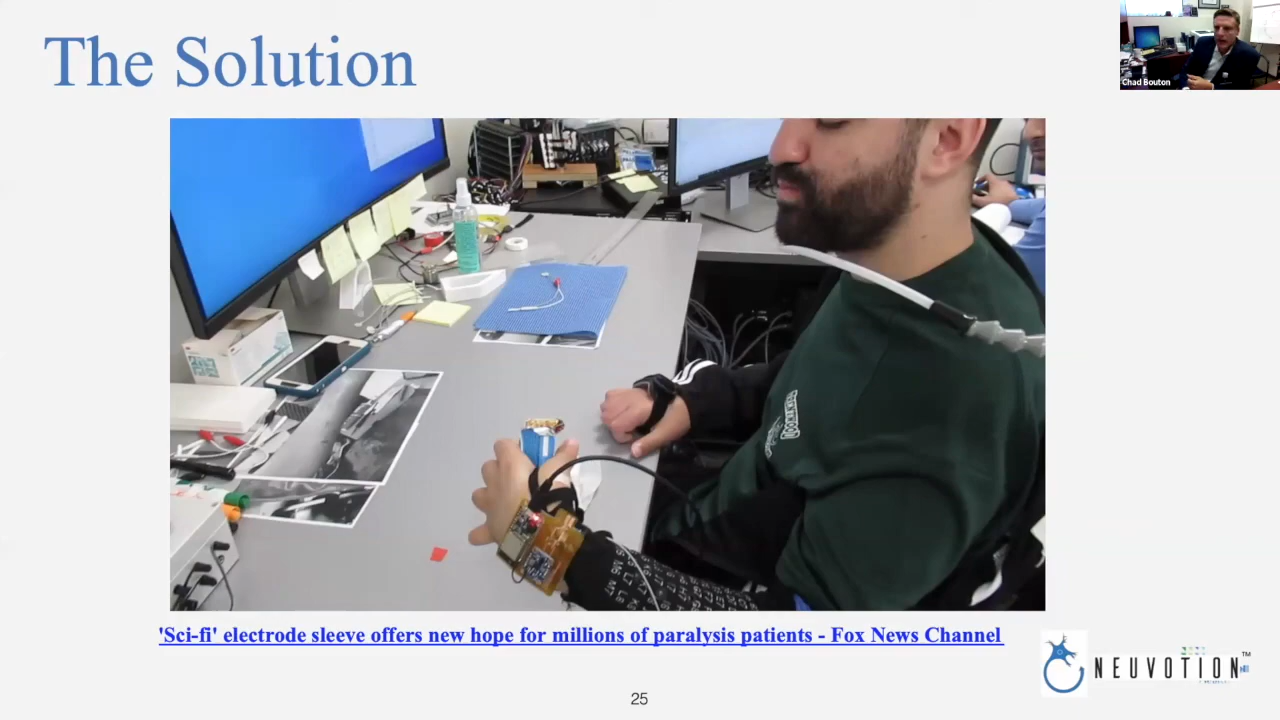 The Solution
Chad Bouton
'Sci-fi' electrode sleeve offers new hope for millions of paralysis patients - Fox News Channel
NEUVOTION™
25